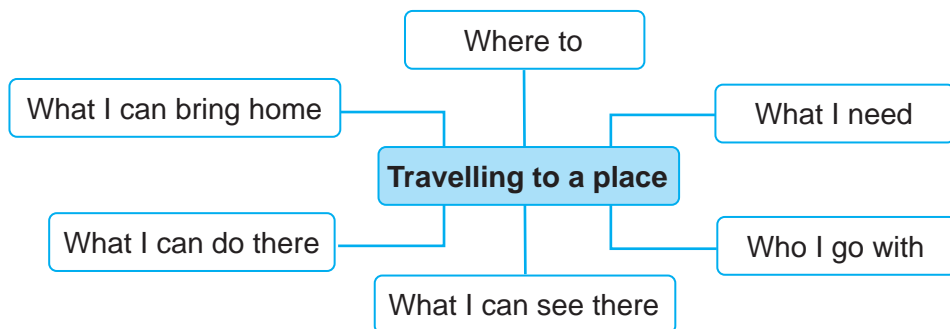 Where to
What I can bring home
What I need
Travelling to a place
What I can do there
Who I go with
What I can see there